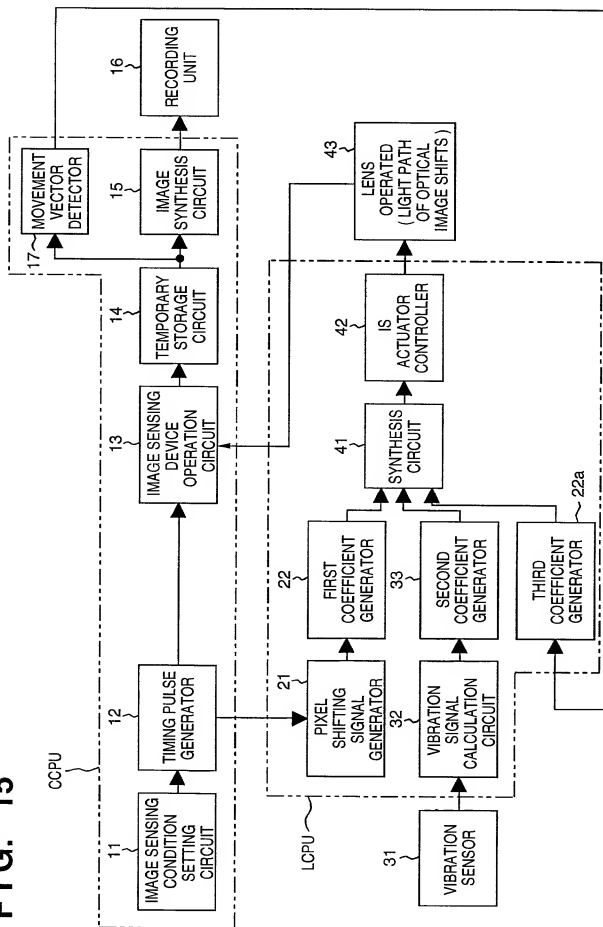 FIG. 15
CCPU
11
IMAGE SENSING
CONDITION
SETTING
CIRCUIT
12
TIMING PULSE
GENERATOR
13
IMAGE SENSING
DEVICE
OPERATION
CIRCUIT
14
TEMPORARY
STORAGE
CIRCUIT
17
MOVEMENT
VECTOR
DETECTOR
15
IMAGE
SYNTHESIS
CIRCUIT
16
RECORDING
UNIT
LCPU
21
PIXEL
SHIFTING
SIGNAL
GENERATOR
22
FIRST
COEFFICIENT
GENERATOR
31
VIBRATION
SENSOR
32
VIBRATION
SIGNAL
CALCULATION
CIRCUIT
33
SECOND
COEFFICIENT
GENERATOR
22a
THIRD
COEFFICIENT
GENERATOR
41
SYNTHESIS
CIRCUIT
42
IS
ACTUATOR
CONTROLLER
43
LENS
OPERATED
( LIGHT PATH
OF OPTICAL
IMAGE SHIFTS )